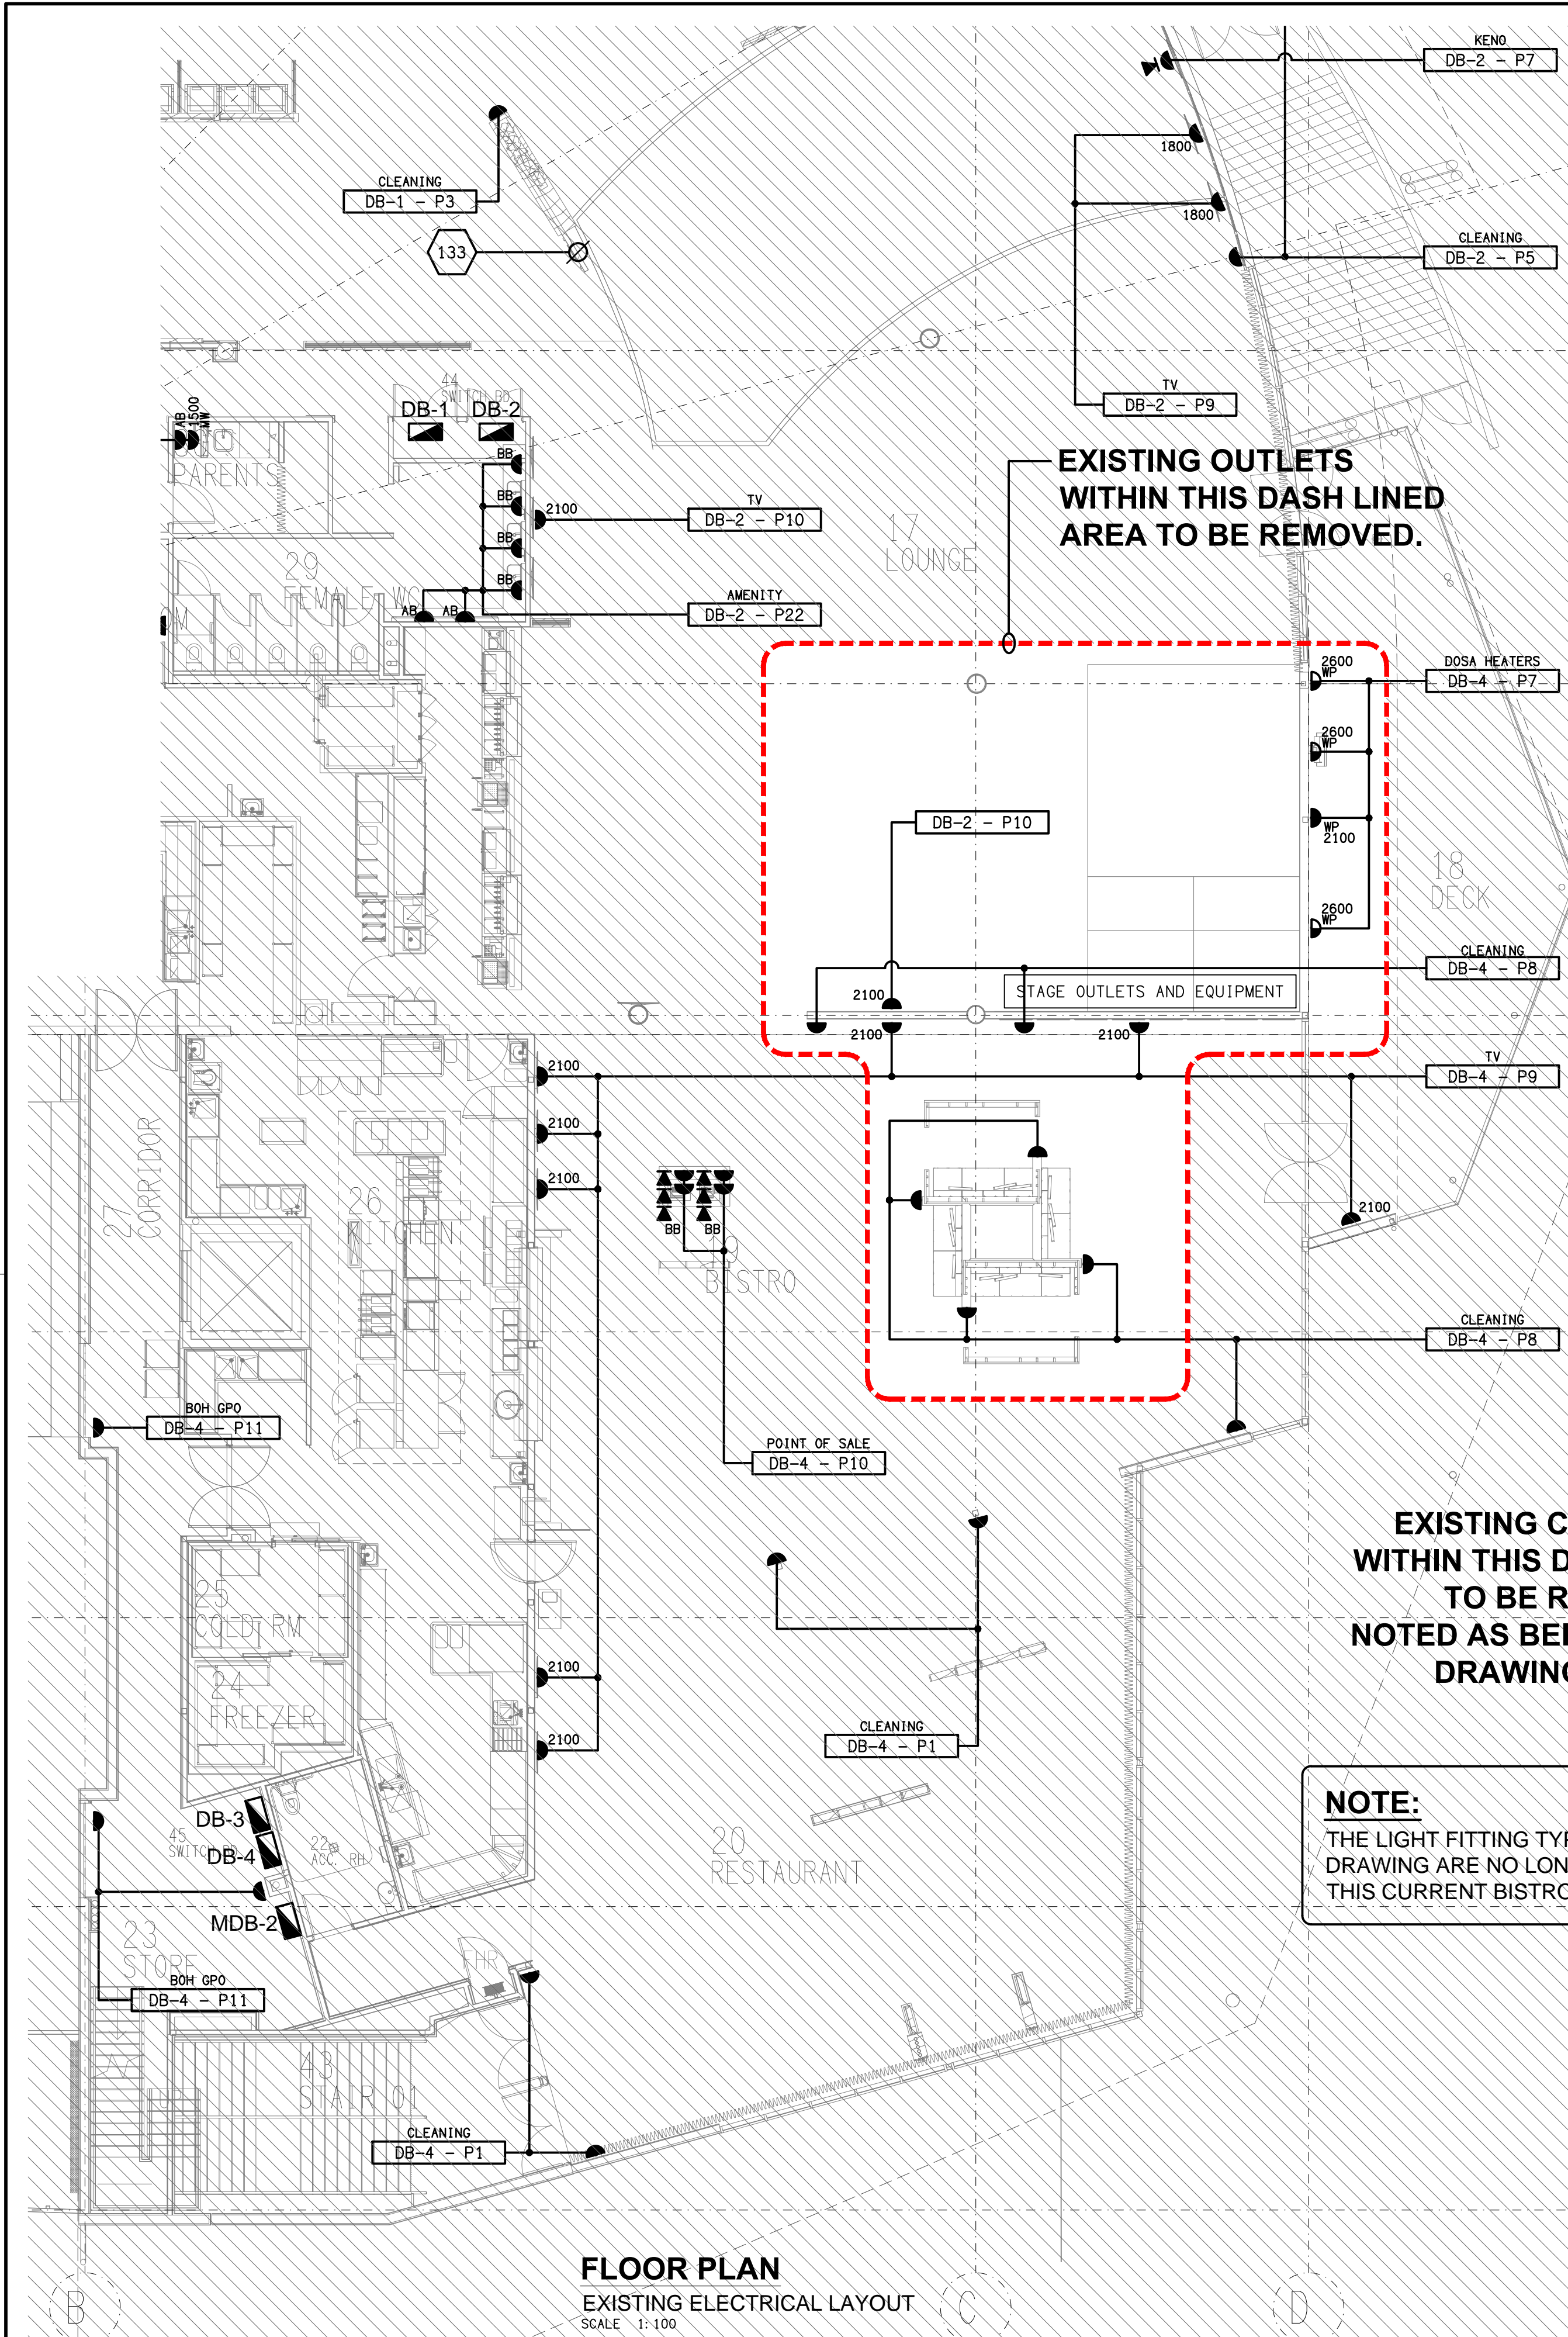 KENO
DB-2 - P7
1800
CLEANING
DB-1 - P3
1800
133
CLEANING
DB-2 - P5
44
SWITCH BD
TV
DB-2 - P9
DB-1
DB-2
AB
1500
MW
BB
PARENTS
EXISTING OUTLETS
WITHIN THIS DASH LINED
AREA TO BE REMOVED.
BB
2100
TV
DB-2 - P10
17
LOUNGE
BB
29
FEMALE WC
BB
AB
AB
AMENITY
DB-2 - P22
2600
WP
DOSA HEATERS
DB-4 - P7
2600
WP
DB-2 - P10
WP
2100
18
DECK
2600
WP
CLEANING
DB-4 - P8
2100
STAGE OUTLETS AND EQUIPMENT
2100
2100
2100
TV
DB-4 - P9
2100
27
CORRIDOR
2100
26
KITCHEN
2100
BB
BB
19
BISTRO
CLEANING
DB-4 - P8
BOH GPO
DB-4 - P11
POINT OF SALE
DB-4 - P10
EXISTING C
WITHIN THIS D
TO BE R
NOTED AS BEE
DRAWING
25
COLD RM
24
FREEZER
2100
CLEANING
DB-4 - P1
2100
NOTE:
THE LIGHT FITTING TYP
DRAWING ARE NO LON
THIS CURRENT BISTRO
DB-3
45
SWITCH BD
DB-4
22
ACC. RH
20
RESTAURANT
MDB-2
23
STORE
FHR
BOH GPO
DB-4 - P11
43
STAIR 01
CLEANING
DB-4 - P1
FLOOR PLAN
EXISTING ELECTRICAL LAYOUT
SCALE 1:100
B
C
D